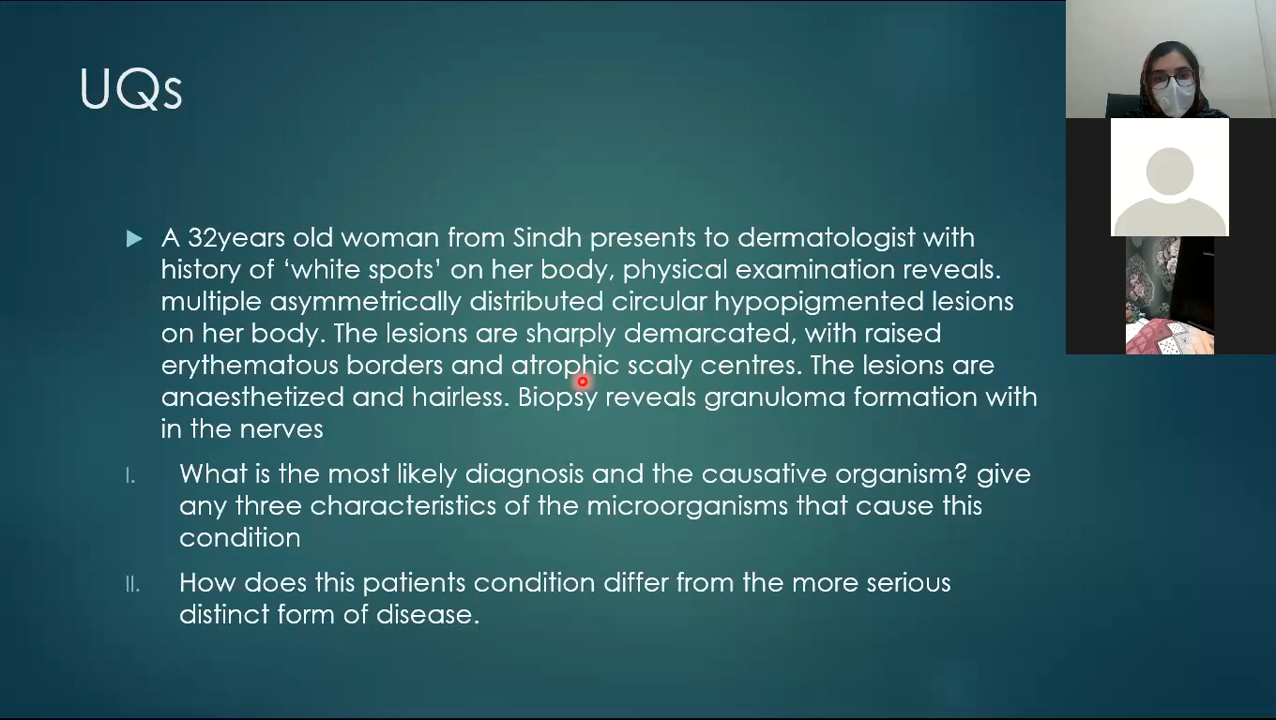 UQs
A 32years old woman from Sindh presents to dermatologist with
history of ‘white spots’ on her body, physical examination reveals.
multiple asymmetrically distributed circular hypopigmented lesions
on her body. The lesions are sharply demarcated, with raised
erythematous borders and atrophic scaly centres. The lesions are
anaesthetized and hairless. Biopsy reveals granuloma formation with
in the nerves
I. What is the most likely diagnosis and the causative organism? give
any three characteristics of the microorganisms that cause this
condition
II. How does this patients condition differ from the more serious
distinct form of disease.